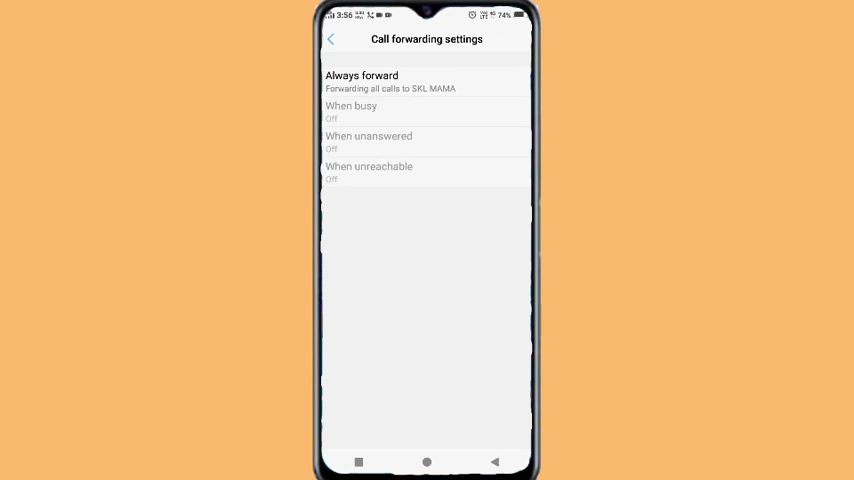 3:56 74%
Call forwarding settings
Always forward
Forwarding all calls to SKL MAMA
When busy
Off
When unanswered
Off
When unreachable
Off